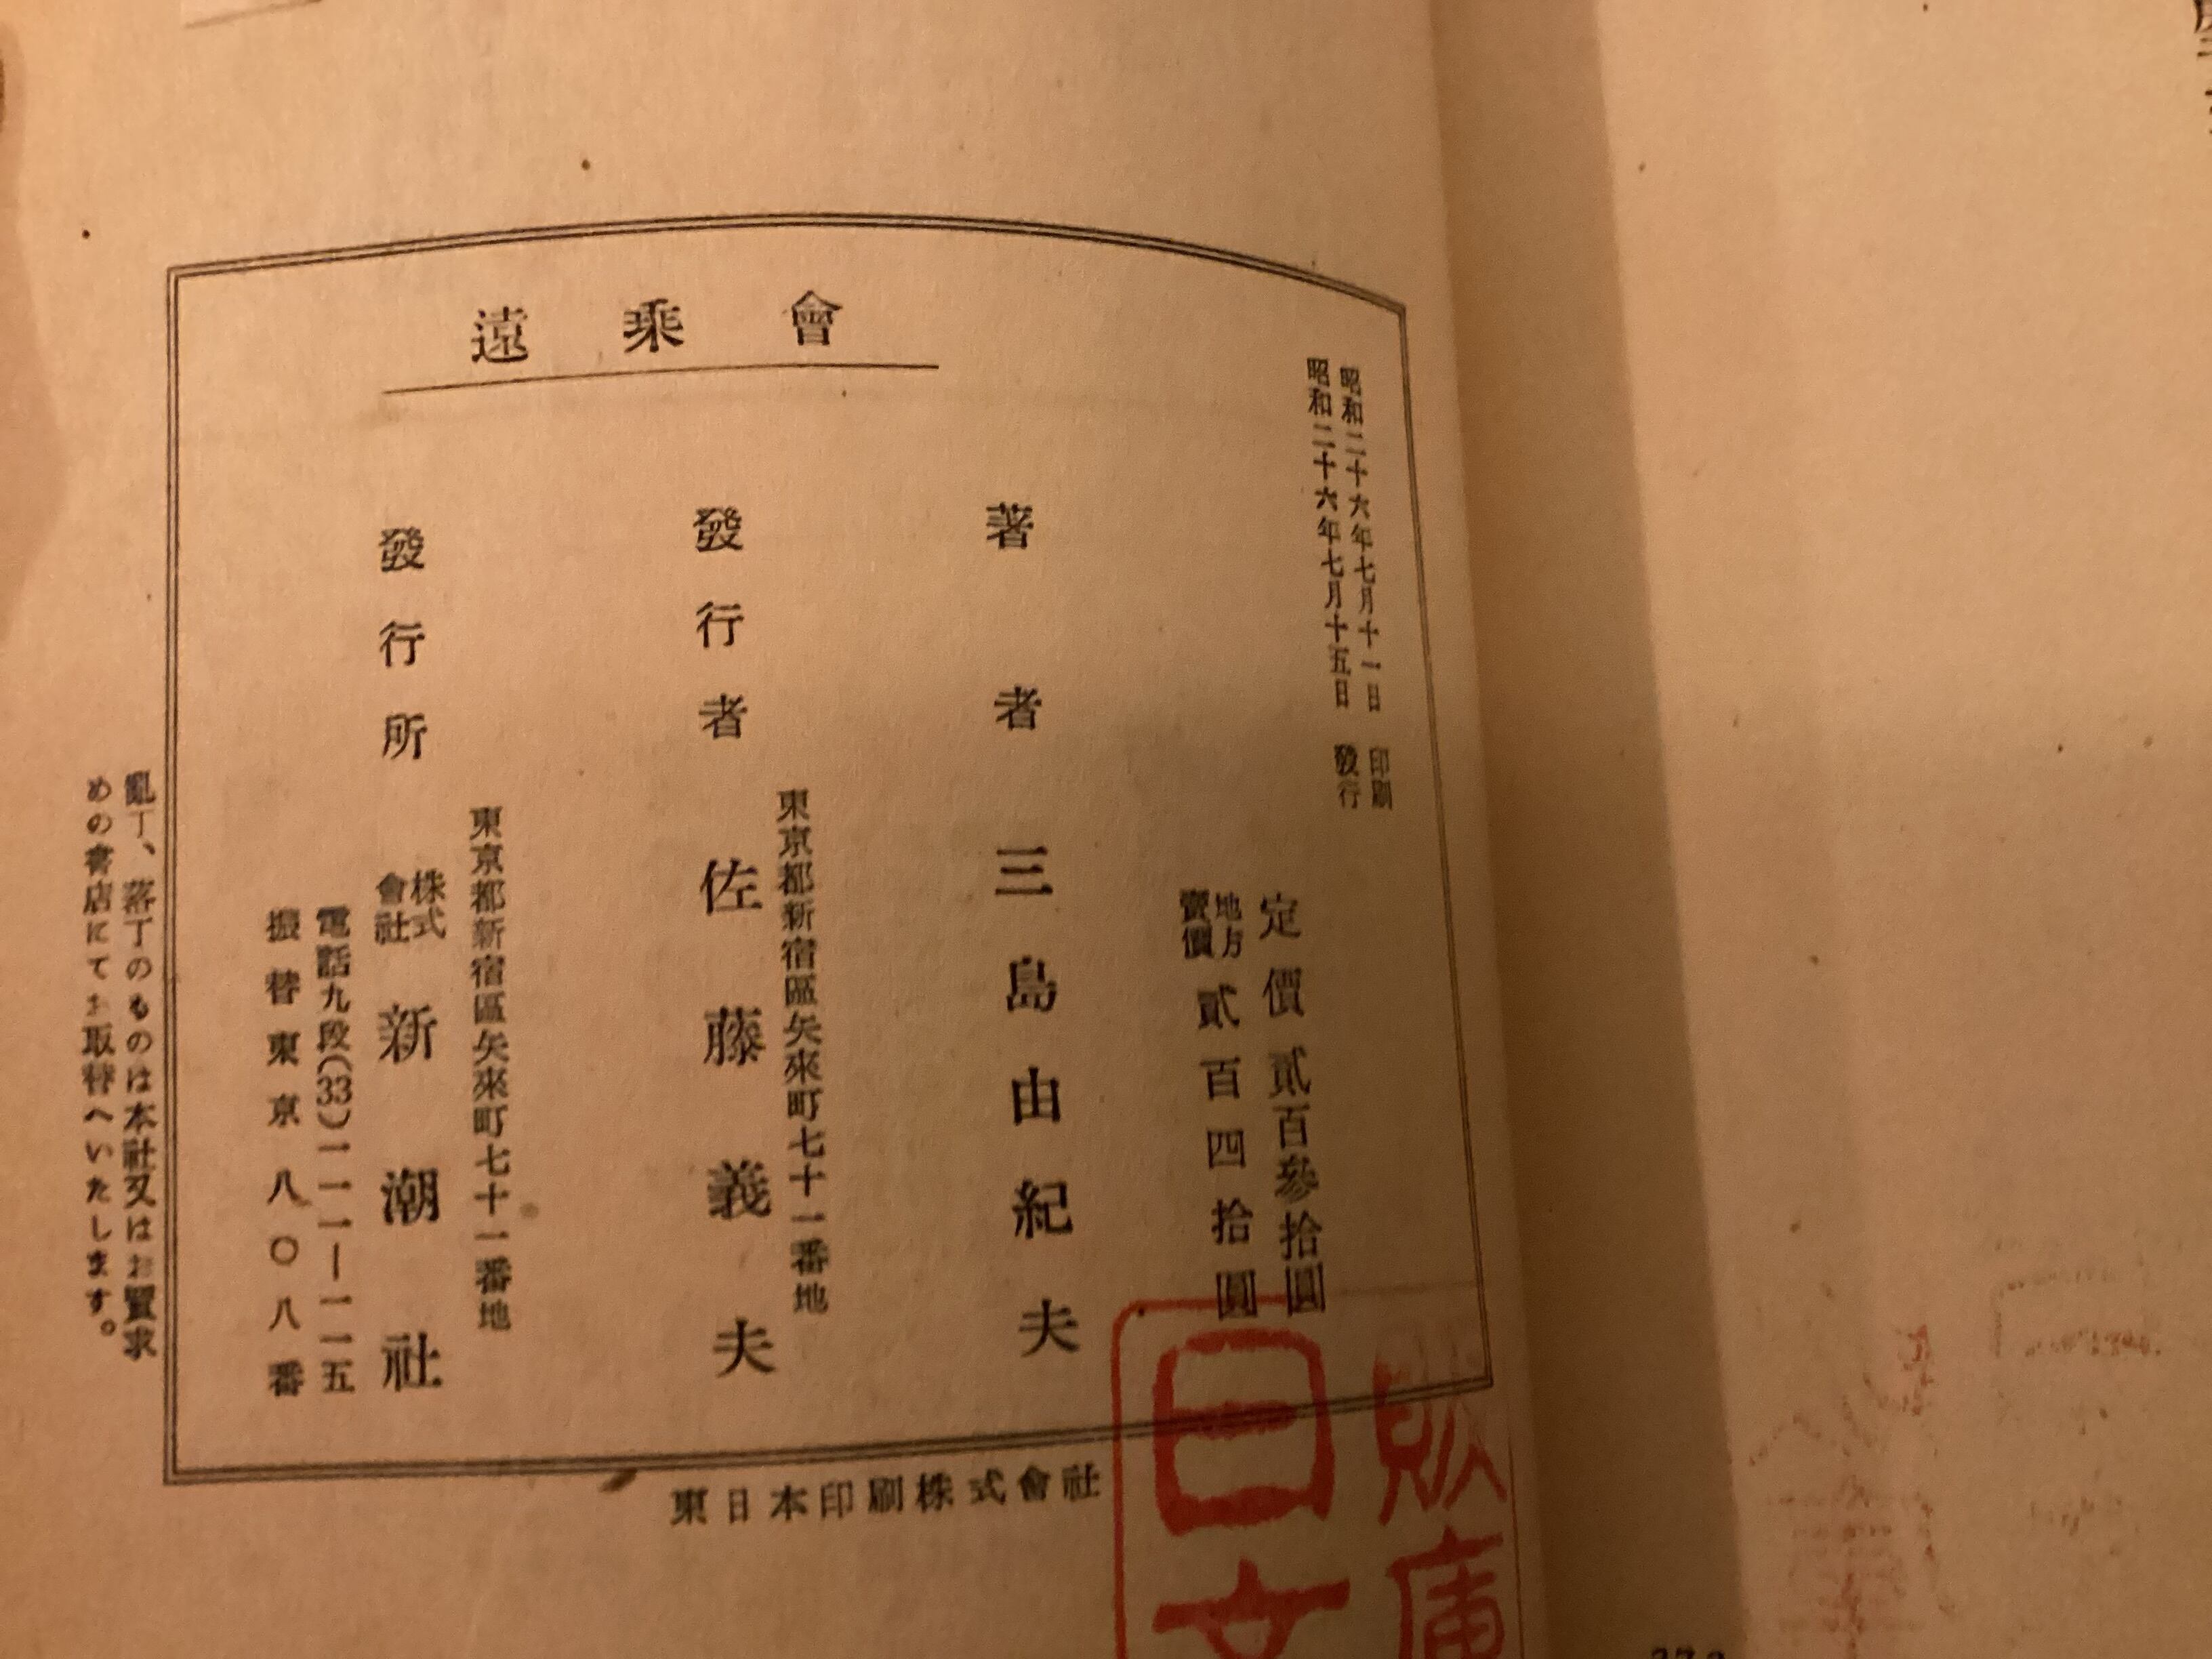 遠乘會
昭和二十六年七月十一日 印刷
昭和二十六年七月十五日 發行
定價 貳百參拾圓
地方賣價 貳百四拾圓
著者 三島由紀夫
東京都新宿區矢來町七十一番地
發行者 佐藤義夫
東京都新宿區矢來町七十一番地
發行所 株式會社 新潮社
電話九段(33)一一一一―一一一五
振替東京八〇八番
亂丁、落丁のものは本社又はお買求
めの書店にてお取替へいたします。
東日本印刷株式會社